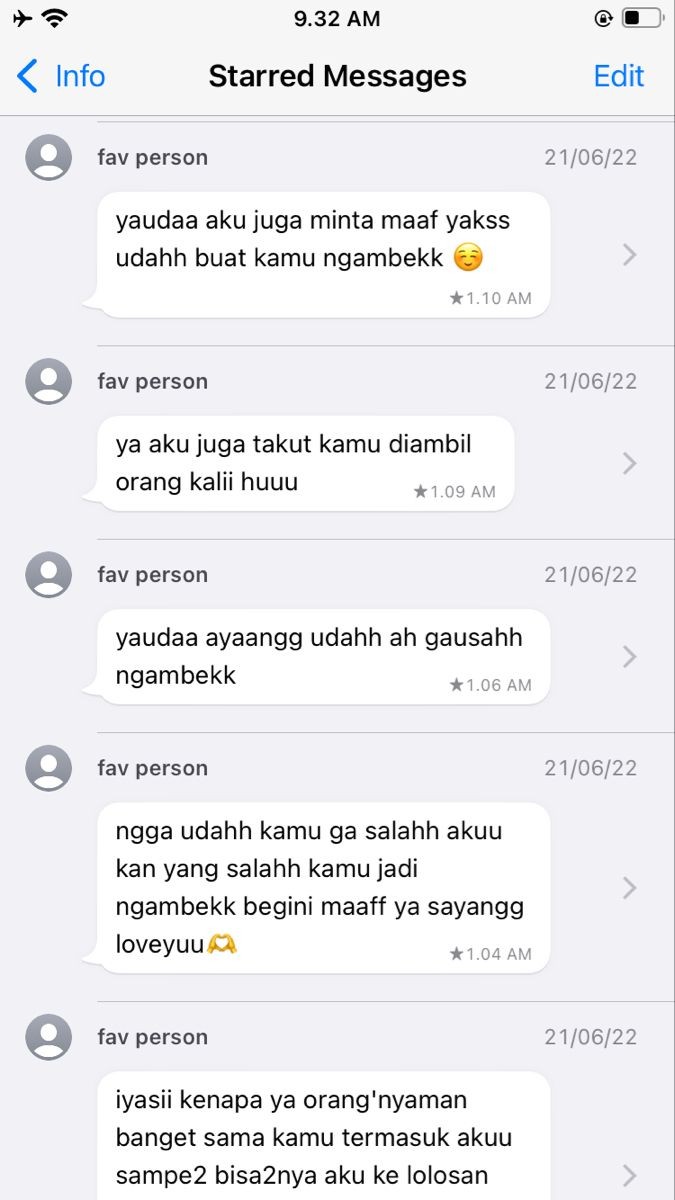 9.32 AM
Info
Starred Messages
Edit
fav person
21/06/22
yaudaa aku juga minta maaf yakss
udahh buat kamu ngambekk ☺️
★1.10 AM
fav person
21/06/22
ya aku juga takut kamu diambil
orang kalii huuu
★1.09 AM
fav person
21/06/22
yaudaa ayaangg udahh ah gausahh
ngambekk
★1.06 AM
fav person
21/06/22
ngga udahh kamu ga salahh akuu
kan yang salahh kamu jadi
ngambekk begini maaff ya sayangg
loveyuu🫶
★1.04 AM
fav person
21/06/22
iyasii kenapa ya orang'nyaman
banget sama kamu termasuk akuu
sampe2 bisa2nya aku ke lolosan